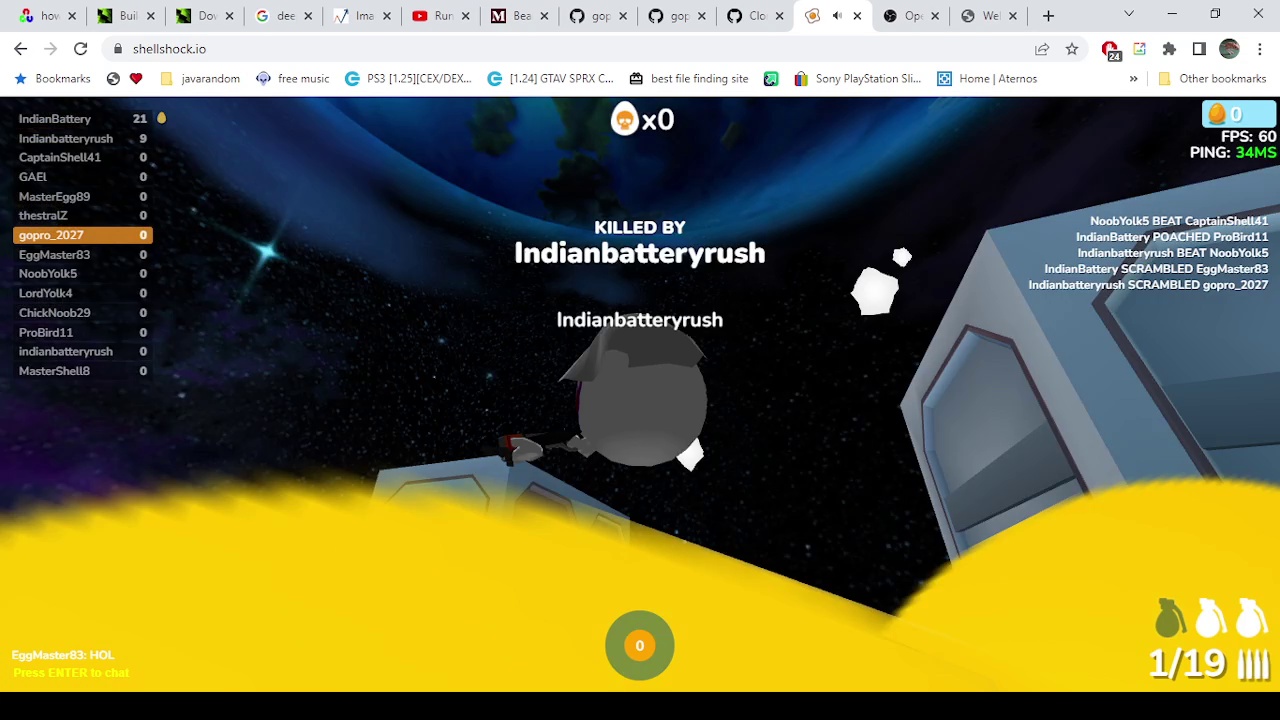 how
Buil
Dov
dee
Ima
Run
Bea
gop
gop
Clo
Ope
Wel
shellshock.io
24
Bookmarks
javarandom
free music
PS3 [1.25][CEX/DEX...
[1.24] GTAV SPRX C...
best file finding site
Sony PlayStation Sli...
Home | Aternos
»
Other bookmarks
IndianBattery 21
Indianbatteryrush 9
CaptainShell41 0
GAEl 0
MasterEgg89 0
thestralZ 0
gopro_2027 0
EggMaster83 0
NoobYolk5 0
LordYolk4 0
ChickNoob29 0
ProBird11 0
indianbatteryrush 0
MasterShell8 0
x0
0
FPS: 60
PING: 34MS
NoobYolk5 BEAT CaptainShell41
IndianBattery POACHED ProBird11
Indianbatteryrush BEAT NoobYolk5
IndianBattery SCRAMBLED EggMaster83
Indianbatteryrush SCRAMBLED gopro_2027
KILLED BY
Indianbatteryrush
Indianbatteryrush
0
EggMaster83: HOL
Press ENTER to chat
1/19